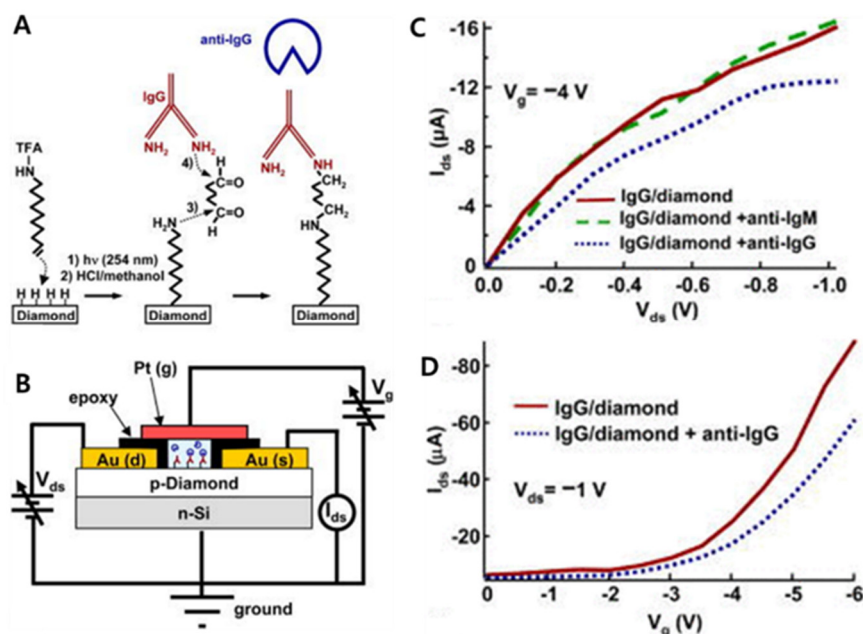 A
anti-IgG
IgG
TFA
HN
NH₂
NH₂
4)
H
C=O
C=O
H
3)
H₂N
1) hν (254 nm)
2) HCl/methanol
H H H H
Diamond
Diamond
NH₂
NH
CH₂
CH₂
HN
Diamond
B
Pt (g)
epoxy
Vg
Au (d)
Au (s)
Vds
p-Diamond
n-Si
Ids
ground
C
-16
-12
-8
-4
0
Ids (µA)
Vg= −4 V
IgG/diamond
IgG/diamond +anti-IgM
IgG/diamond +anti-IgG
0.0
-0.2
-0.4
-0.6
-0.8
-1.0
Vds (V)
D
-80
-60
-40
-20
Ids (µA)
IgG/diamond
IgG/diamond + anti-IgG
Vds= −1 V
0
-1
-2
-3
-4
-5
-6
Vg (V)